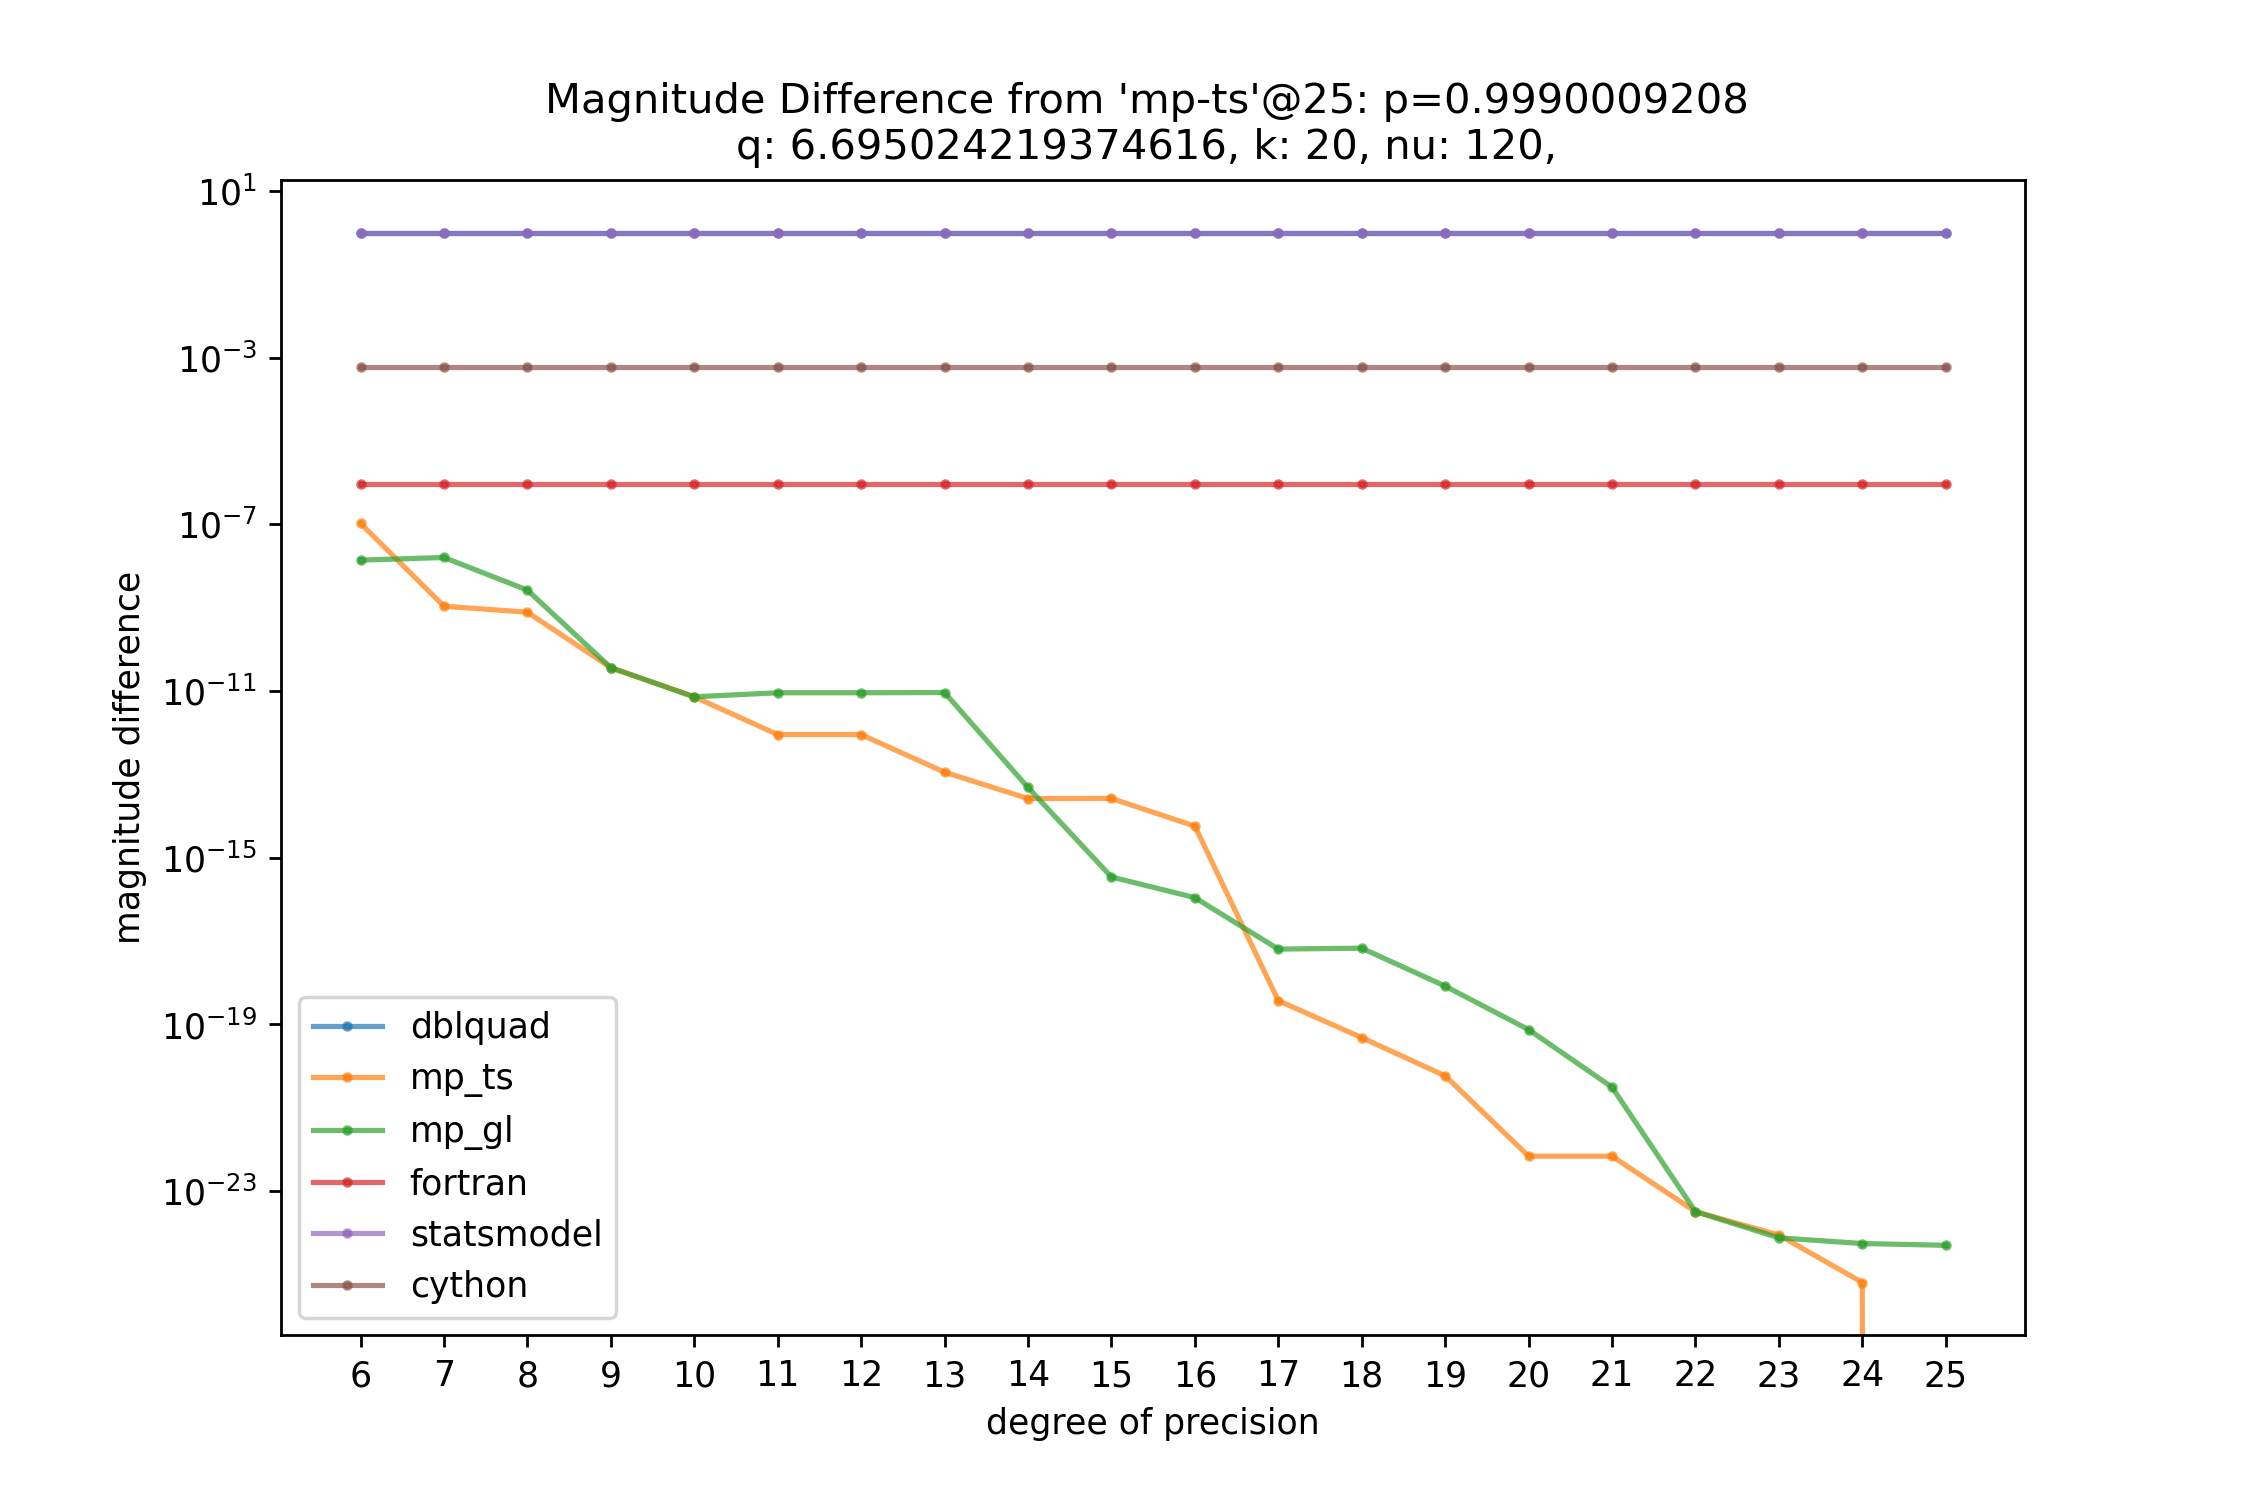 Magnitude Difference from 'mp-ts'@25: p=0.9990009208
q: 6.695024219374616, k: 20, nu: 120,
10¹
10⁻³
10⁻⁷
10⁻¹¹
10⁻¹⁵
10⁻¹⁹
10⁻²³
magnitude difference
dblquad
mp_ts
mp_gl
fortran
statsmodel
cython
6 7 8 9 10 11 12 13 14 15 16 17 18 19 20 21 22 23 24 25
degree of precision